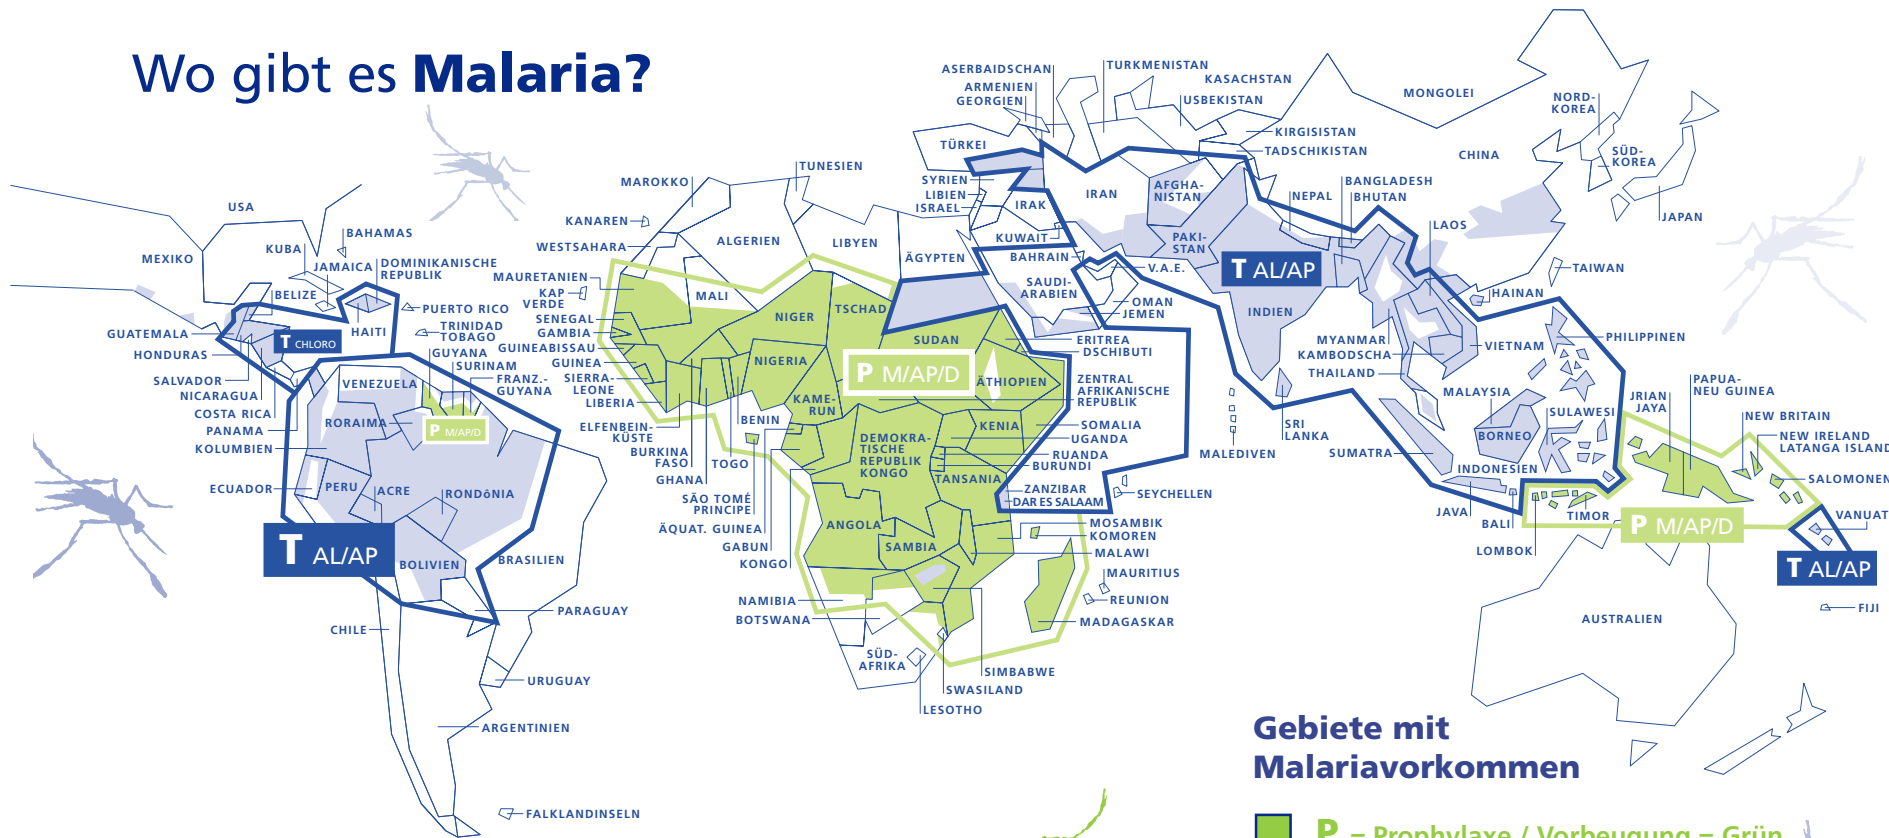 Wo gibt es Malaria?
USA
MEXIKO
KUBA
BAHAMAS
JAMAICA
DOMINIKANISCHE
REPUBLIK
BELIZE
HAITI
PUERTO RICO
TRINIDAD
TOBAGO
GUATEMALA
HONDURAS
SALVADOR
NICARAGUA
COSTA RICA
PANAMA
T CHLORO
KOLUMBIEN
ECUADOR
VENEZUELA
GUYANA
SURINAM
FRANZ.-
GUYANA
RORAIMA
P M/AP/D
PERU
ACRE
RONDôNIA
T AL/AP
BOLIVIEN
BRASILIEN
PARAGUAY
CHILE
URUGUAY
ARGENTINIEN
FALKLANDINSELN
MAROKKO
TUNESIEN
KANAREN
WESTSAHARA
ALGERIEN
LIBYEN
ÄGYPTEN
MAURETANIEN
KAP
VERDE
SENEGAL
GAMBIA
GUINEABISSAU
GUINEA
SIERRA-
LEONE
LIBERIA
ELFENBEIN-
KÜSTE
BURKINA
FASO
GHANA
TOGO
BENIN
SÃO TOMÉ
PRINCIPE
ÄQUAT. GUINEA
GABUN
KONGO
MALI
NIGER
TSCHAD
SUDAN
NIGERIA
KAME-
RUN
P M/AP/D
ÄTHIOPIEN
ERITREA
DSCHIBUTI
ZENTRAL
AFRIKANISCHE
REPUBLIK
SOMALIA
KENIA
UGANDA
RUANDA
BURUNDI
DEMOKRA-
TISCHE
REPUBLIK
KONGO
TANSANIA
ZANZIBAR
DARES SALAAM
SEYCHELLEN
ANGOLA
SAMBIA
MOSAMBIK
KOMOREN
MALAWI
MAURITIUS
REUNION
MADAGASKAR
NAMIBIA
BOTSWANA
SÜD-
AFRIKA
SIMBABWE
SWASILAND
LESOTHO
ASERBAIDSCHAN
ARMENIEN
GEORGIEN
TURKMENISTAN
KASACHSTAN
USBEKISTAN
KIRGISISTAN
TADSCHIKISTAN
MONGOLEI
CHINA
NORD-
KOREA
SÜD-
KOREA
JAPAN
TAIWAN
HAINAN
TÜRKEI
SYRIEN
LIBIEN
ISRAEL
IRAK
IRAN
KUWAIT
BAHRAIN
V.A.E.
SAUDI-
ARABIEN
OMAN
JEMEN
AFGHA-
NISTAN
PAKI-
STAN
NEPAL
BANGLADESH
BHUTAN
LAOS
T AL/AP
INDIEN
SRI
LANKA
MALEDIVEN
MYANMAR
KAMBODSCHA
THAILAND
VIETNAM
PHILIPPINEN
MALAYSIA
BORNEO
SULAWESI
SUMATRA
INDONESIEN
JAVA
BALI
LOMBOK
TIMOR
JRIAN
JAYA
PAPUA-
NEU GUINEA
NEW BRITAIN
NEW IRELAND
LATANGA ISLAND
SALOMONEN
VANUAT
P M/AP/D
T AL/AP
FIJI
AUSTRALIEN
Gebiete mit
Malariavorkommen
P = Prophylaxe / Vorbeugung = Grün